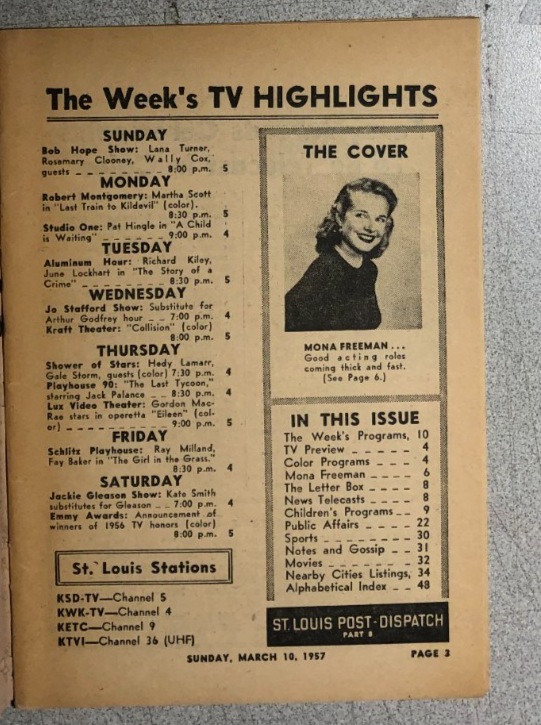 The Week's TV HIGHLIGHTS
SUNDAY
Bob Hope Show: Lana Turner,
Rosemary Clooney, Wally Cox,
guests _ _ _ _ _ _ _ _ 8:00 p.m. 5
MONDAY
Robert Montgomery: Martha Scott
in "Last Train to Kildevil" (color).
8:30 p.m. 5
Studio One: Pat Hingle in "A Child
is Waiting" _ _ _ _ _ _ 9:00 p.m. 4
TUESDAY
Aluminum Hour: Richard Kiley,
June Lockhart in "The Story of a
Crime" _ _ _ _ _ _ _ _ 8:30 p.m. 5
WEDNESDAY
Jo Stafford Show: Substitute for
Arthur Godfrey hour _ _ 7:00 p.m. 4
Kraft Theater: "Collision" (color)
8:00 p.m. 5
THURSDAY
Shower of Stars: Hedy Lamarr,
Gale Storm, guests (color) 7:30 p.m. 4
Playhouse 90: "The Last Tycoon,"
starring Jack Palance _ _ 8:30 p.m. 4
Lux Video Theater: Gordon Mac-
Rae stars in operetta "Eileen" (col-
or) _ _ _ _ _ _ _ _ _ 9:00 p.m. 5
FRIDAY
Schlitz Playhouse: Ray Milland,
Fay Baker in "The Girl in the Grass."
8:30 p.m. 4
SATURDAY
Jackie Gleason Show: Kate Smith
substitutes for Gleason _ _ 7:00 p.m. 4
Emmy Awards: Announcement of
winners of 1956 TV honors (color)
8:00 p.m. 5
St. Louis Stations
KSD-TV—Channel 5
KWK-TV—Channel 4
KETC—Channel 9
KTVI—Channel 36 (UHF)
THE COVER
MONA FREEMAN . . .
Good acting roles
coming thick and fast.
(See Page 6.)
IN THIS ISSUE
The Week's Programs, 10
TV Preview _ _ _ _ _ 4
Color Programs _ _ _ 4
Mona Freeman _ _ _ _ 6
The Letter Box _ _ _ _ 8
News Telecasts _ _ _ _ 8
Children's Programs _ _ 9
Public Affairs _ _ _ _ 22
Sports _ _ _ _ _ _ _ 30
Notes and Gossip _ _ _ 31
Movies _ _ _ _ _ _ _ 32
Nearby Cities Listings, 34
Alphabetical Index _ _ 48
ST. LOUIS POST-DISPATCH
PART 8
SUNDAY, MARCH 10, 1957 PAGE 3